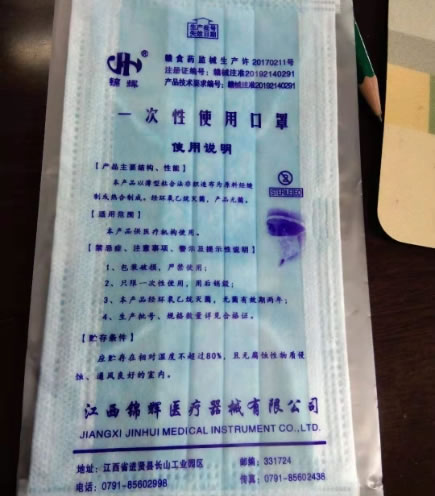 生产批号
失效日期
JH
锦辉
赣食药监械生产许20170211号
注册证编号：赣械注准20192140291
产品技术要求编号：赣械注准20192140291
一次性使用口罩
使用说明
【产品主要结构、性能】
本产品以薄型粘合法非织造布为原料经缝
制或热合制成。经环氧乙烷灭菌，产品无菌。
STERILE EO
【适用范围】
本产品供医疗机构使用。
【禁忌症、注意事项、警示及提示性说明】
1、包装破损，严禁使用；
2、只限一次性使用，用后销毁；
3、本产品经环氧乙烷灭菌，无菌有效期两年；
4、生产批号、规格数量详见合格证。
【贮存条件】
应贮存在相对湿度不超过80%，且无腐蚀性物质侵
蚀、通风良好的室内。
江西锦辉医疗器械有限公司
JIANGXI JINHUI MEDICAL INSTRUMENT CO.,LTD.
地址：江西省进贤县长山工业园区 邮编：331724
电话：0791-85602998 传真：0791-85602438